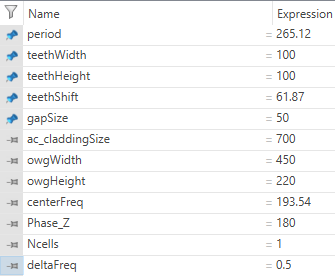 Name Expression
period = 265.12
teethWidth = 100
teethHeight = 100
teethShift = 61.87
gapSize = 50
ac_claddingSize = 700
owgWidth = 450
owgHeight = 220
centerFreq = 193.54
Phase_Z = 180
Ncells = 1
deltaFreq = 0.5